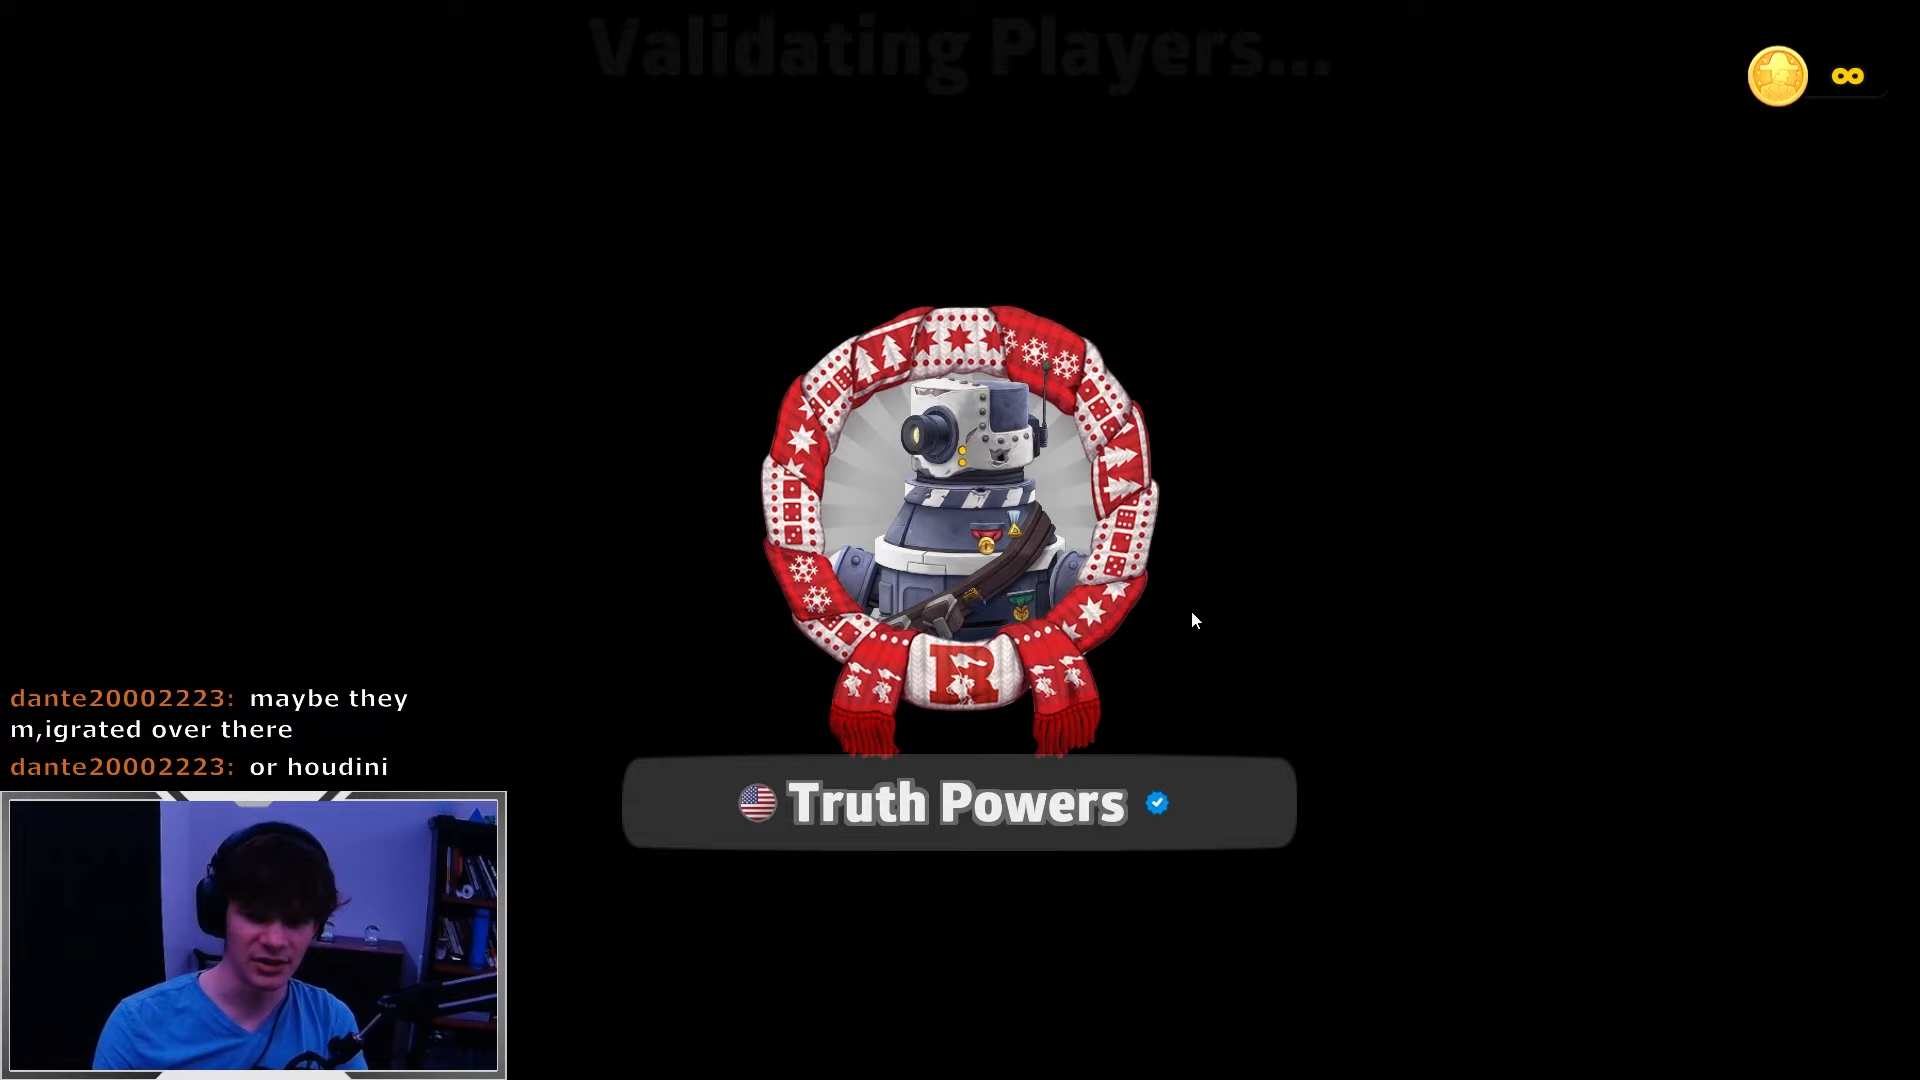 Validating Players...
∞
R
Truth Powers
dante20002223: maybe they
m,igrated over there
dante20002223: or houdini